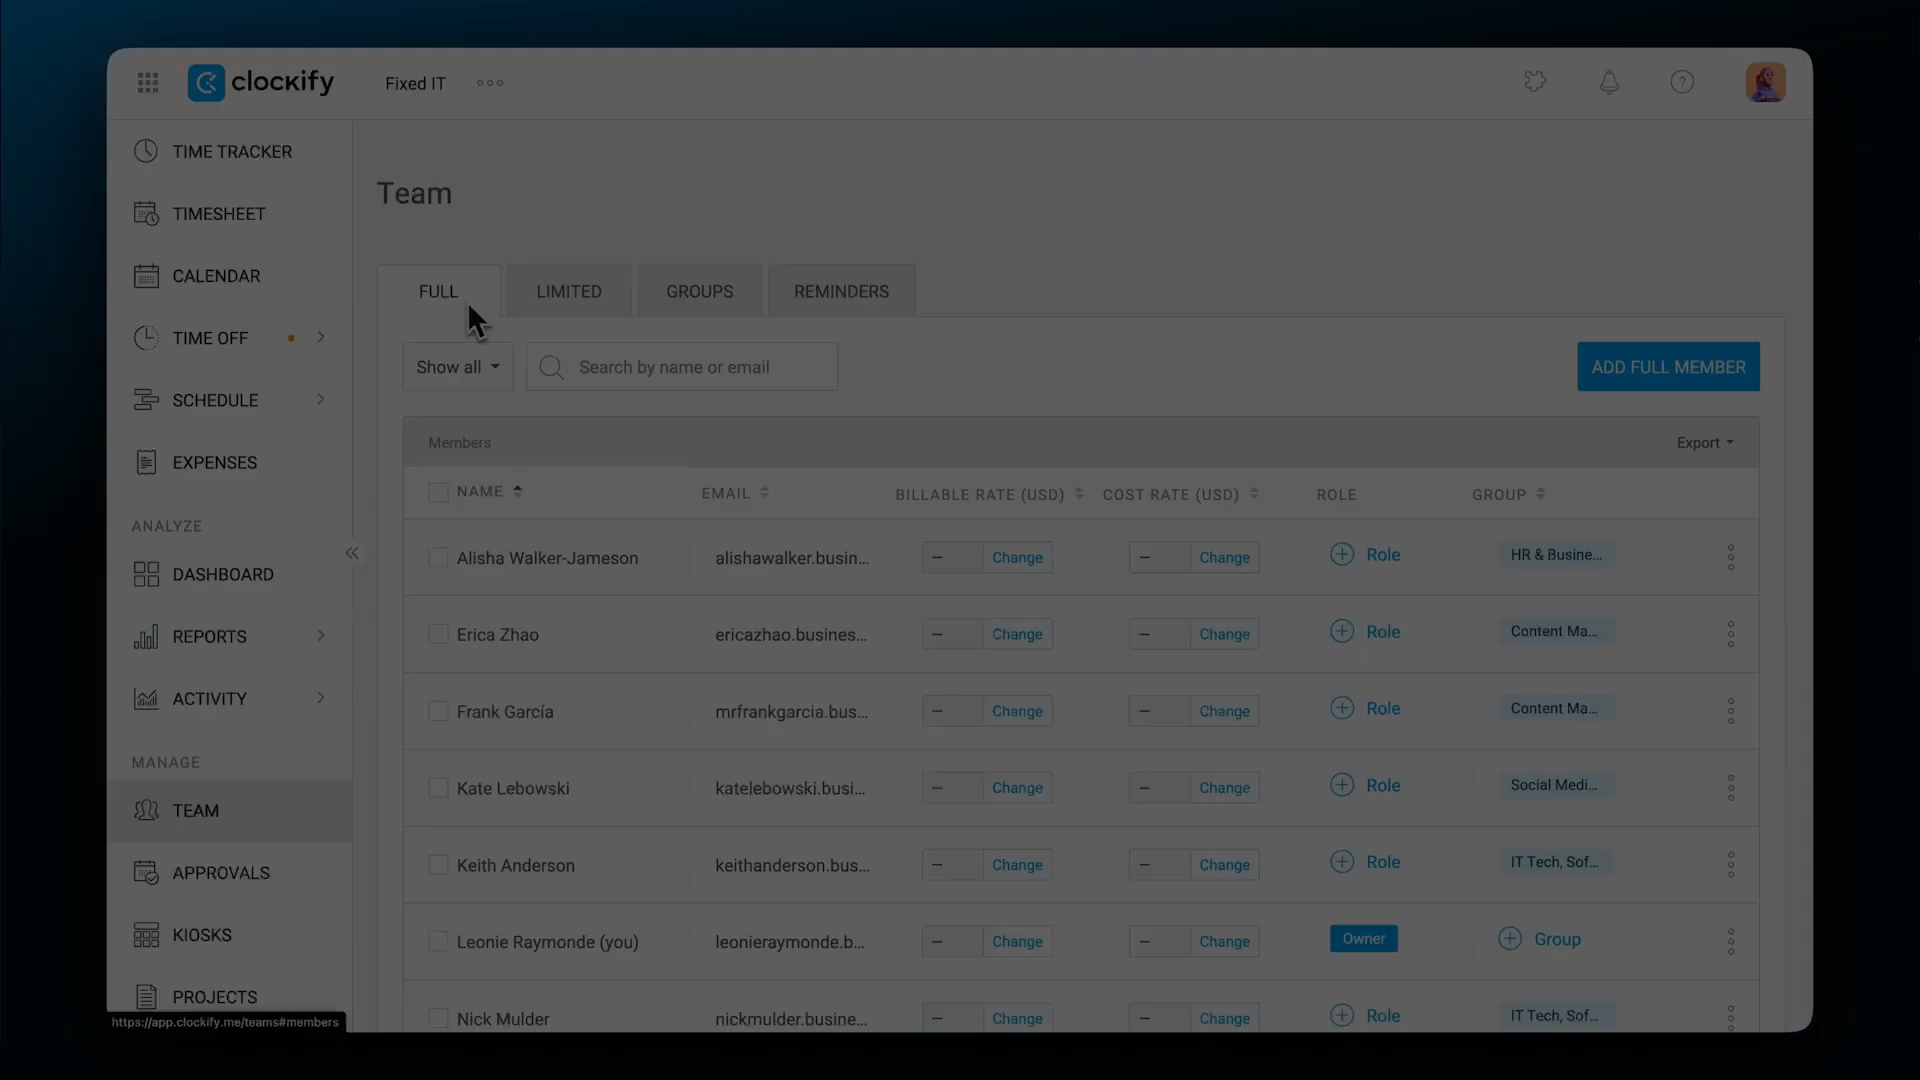 clockify
Fixed IT
TIME TRACKER
TIMESHEET
CALENDAR
TIME OFF
SCHEDULE
EXPENSES
ANALYZE
DASHBOARD
REPORTS
ACTIVITY
MANAGE
TEAM
APPROVALS
KIOSKS
PROJECTS
https://app.clockify.me/teams#members
Team
FULL LIMITED GROUPS REMINDERS
Show all Search by name or email ADD FULL MEMBER
Members Export
NAME EMAIL BILLABLE RATE (USD) COST RATE (USD) ROLE GROUP
Alisha Walker-Jameson alishawalker.busin... – Change – Change Role HR & Busine...
Erica Zhao ericazhao.busines... – Change – Change Role Content Ma...
Frank García mrfrankgarcia.bus... – Change – Change Role Content Ma...
Kate Lebowski katelebowski.busi... – Change – Change Role Social Medi...
Keith Anderson keithanderson.bus... – Change – Change Role IT Tech, Sof...
Leonie Raymonde (you) leonieraymonde.b... – Change – Change Owner Group
Nick Mulder nickmulder.busine... – Change – Change Role IT Tech, Sof...